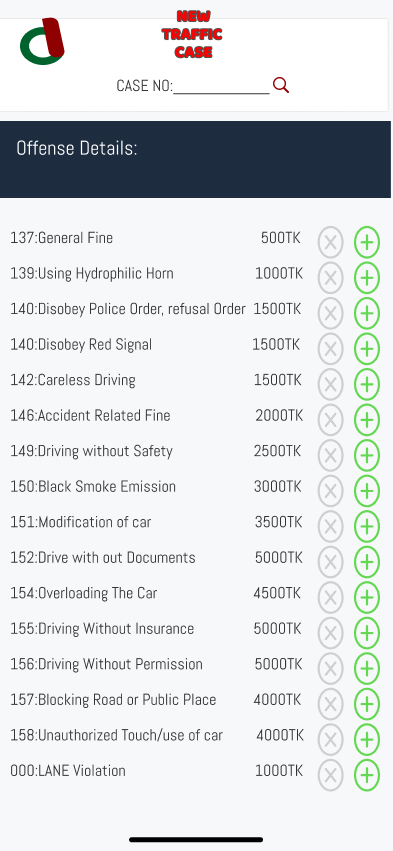 NEW
TRAFFIC
CASE
CASE NO:____________
Offense Details:
137:General Fine 500TK
139:Using Hydrophilic Horn 1000TK
140:Disobey Police Order, refusal Order 1500TK
140:Disobey Red Signal 1500TK
142:Careless Driving 1500TK
146:Accident Related Fine 2000TK
149:Driving without Safety 2500TK
150:Black Smoke Emission 3000TK
151:Modification of car 3500TK
152:Drive with out Documents 5000TK
154:Overloading The Car 4500TK
155:Driving Without Insurance 5000TK
156:Driving Without Permission 5000TK
157:Blocking Road or Public Place 4000TK
158:Unauthorized Touch/use of car 4000TK
000:LANE Violation 1000TK